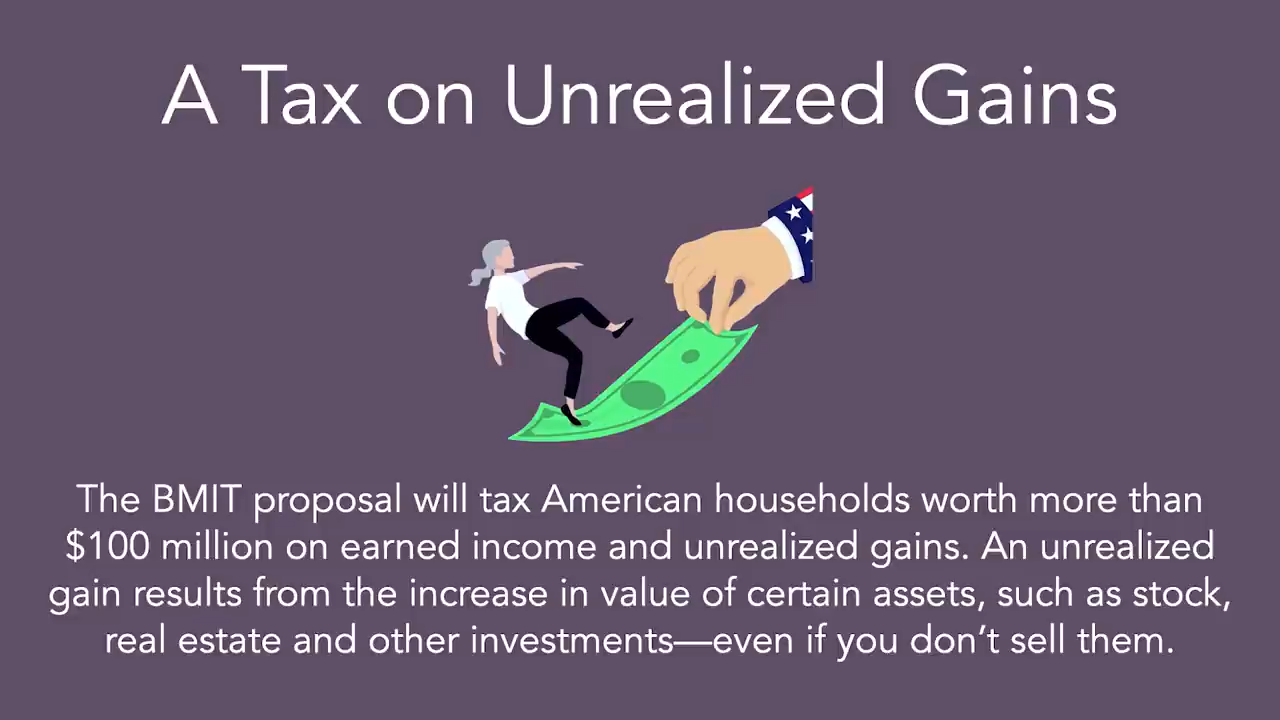 A Tax on Unrealized Gains
The BMIT proposal will tax American households worth more than
$100 million on earned income and unrealized gains. An unrealized
gain results from the increase in value of certain assets, such as stock,
real estate and other investments—even if you don’t sell them.